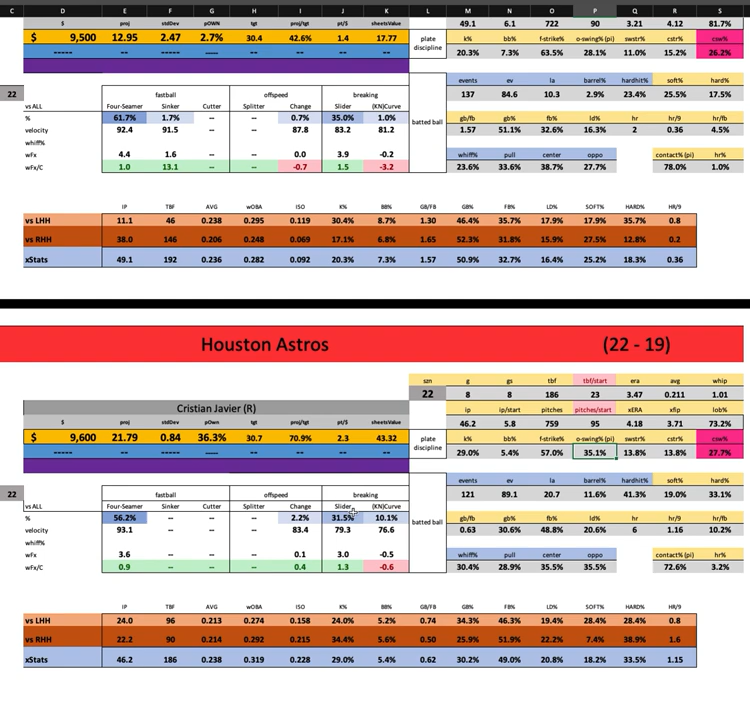 C D E F G H I J K L M N O P Q R S
$ proj stdDev pOWN tgt proj/tgt pt/$ sheetsValue 49.1 6.1 722 90 3.21 4.12 81.7%
$ 9,500 12.95 2.47 2.7% 30.4 42.6% 1.4 17.77 plate discipline k% bb% f-strike% o-swing% (pi) swstr% cstr% csw%
----- -- -- ---- -- -- -- -- 20.3% 7.3% 63.5% 28.1% 11.0% 15.2% 26.2%
events ev la barrel% hardhit% soft% hard%
22 fastball offspeed breaking 137 84.6 10.3 2.9% 23.4% 25.5% 17.5%
vs ALL Four-Seamer Sinker Cutter Splitter Change Slider (KN)Curve batted ball
% 61.7% 1.7% -- -- 0.7% 35.0% 1.0% gb/fb gb% fb% ld% hr hr/9 hr/fb
velocity 92.4 91.5 -- -- 87.8 83.2 81.2 1.57 51.1% 32.6% 16.3% 2 0.36 4.5%
whiff%
wFx 4.4 1.6 0.0 3.9 -0.2 whiff% pull center oppo contact% (pi) hr%
wFx/C 1.0 13.1 -- -- -0.7 1.5 -3.2 23.6% 33.6% 38.7% 27.7% 78.0% 1.0%
IP TBF AVG wOBA ISO K% BB% GB/FB GB% FB% LD% SOFT% HARD% HR/9
vs LHH 11.1 46 0.238 0.295 0.119 30.4% 8.7% 1.30 46.4% 35.7% 17.9% 17.9% 35.7% 0.8
vs RHH 38.0 146 0.206 0.248 0.069 17.1% 6.8% 1.65 52.3% 31.8% 15.9% 27.5% 12.8% 0.2
xStats 49.1 192 0.236 0.282 0.092 20.3% 7.3% 1.57 50.9% 32.7% 16.4% 25.2% 18.3% 0.36
Houston Astros (22 - 19)
szn g gs tbf tbf/start era avg whip
22 8 8 186 23 3.47 0.211 1.01
Cristian Javier (R) ip ip/start pitches pitches/start xERA xfip lob%
$ proj stdDev pOwn tgt proj/tgt pt/$ sheetsValue 46.2 5.8 759 95 4.18 3.71 73.2%
$ 9,600 21.79 0.84 36.3% 30.7 70.9% 2.3 43.32 plate discipline k% bb% f-strike% o-swing% (pi) swstr% cstr% csw%
----- -- -- ---- -- -- -- -- 29.0% 5.4% 57.0% 35.1% 13.8% 13.8% 27.7%
events ev la barrel% hardhit% soft% hard%
22 fastball offspeed breaking 121 89.1 20.7 11.6% 41.3% 19.0% 33.1%
vs ALL Four-Seamer Sinker Cutter Splitter Change Slider (KN)Curve batted ball
% 56.2% -- -- -- 2.2% 31.5% 10.1% gb/fb gb% fb% ld% hr hr/9 hr/fb
velocity 93.1 -- -- -- 83.4 79.3 76.6 0.63 30.6% 48.8% 20.6% 6 1.16 10.2%
whiff%
wFx 3.6 0.1 3.0 -0.5 whiff% pull center oppo contact% (pi) hr%
wFx/C 0.9 -- -- -- 0.4 1.3 -0.6 30.4% 28.9% 35.5% 35.5% 72.6% 3.2%
IP TBF AVG wOBA ISO K% BB% GB/FB GB% FB% LD% SOFT% HARD% HR/9
vs LHH 24.0 96 0.213 0.274 0.158 24.0% 5.2% 0.74 34.3% 46.3% 19.4% 28.4% 28.4% 0.8
vs RHH 22.2 90 0.214 0.292 0.215 34.4% 5.6% 0.50 25.9% 51.9% 22.2% 7.4% 38.9% 1.6
xStats 46.2 186 0.238 0.319 0.228 29.0% 5.4% 0.62 30.2% 49.0% 20.8% 18.2% 33.5% 1.15